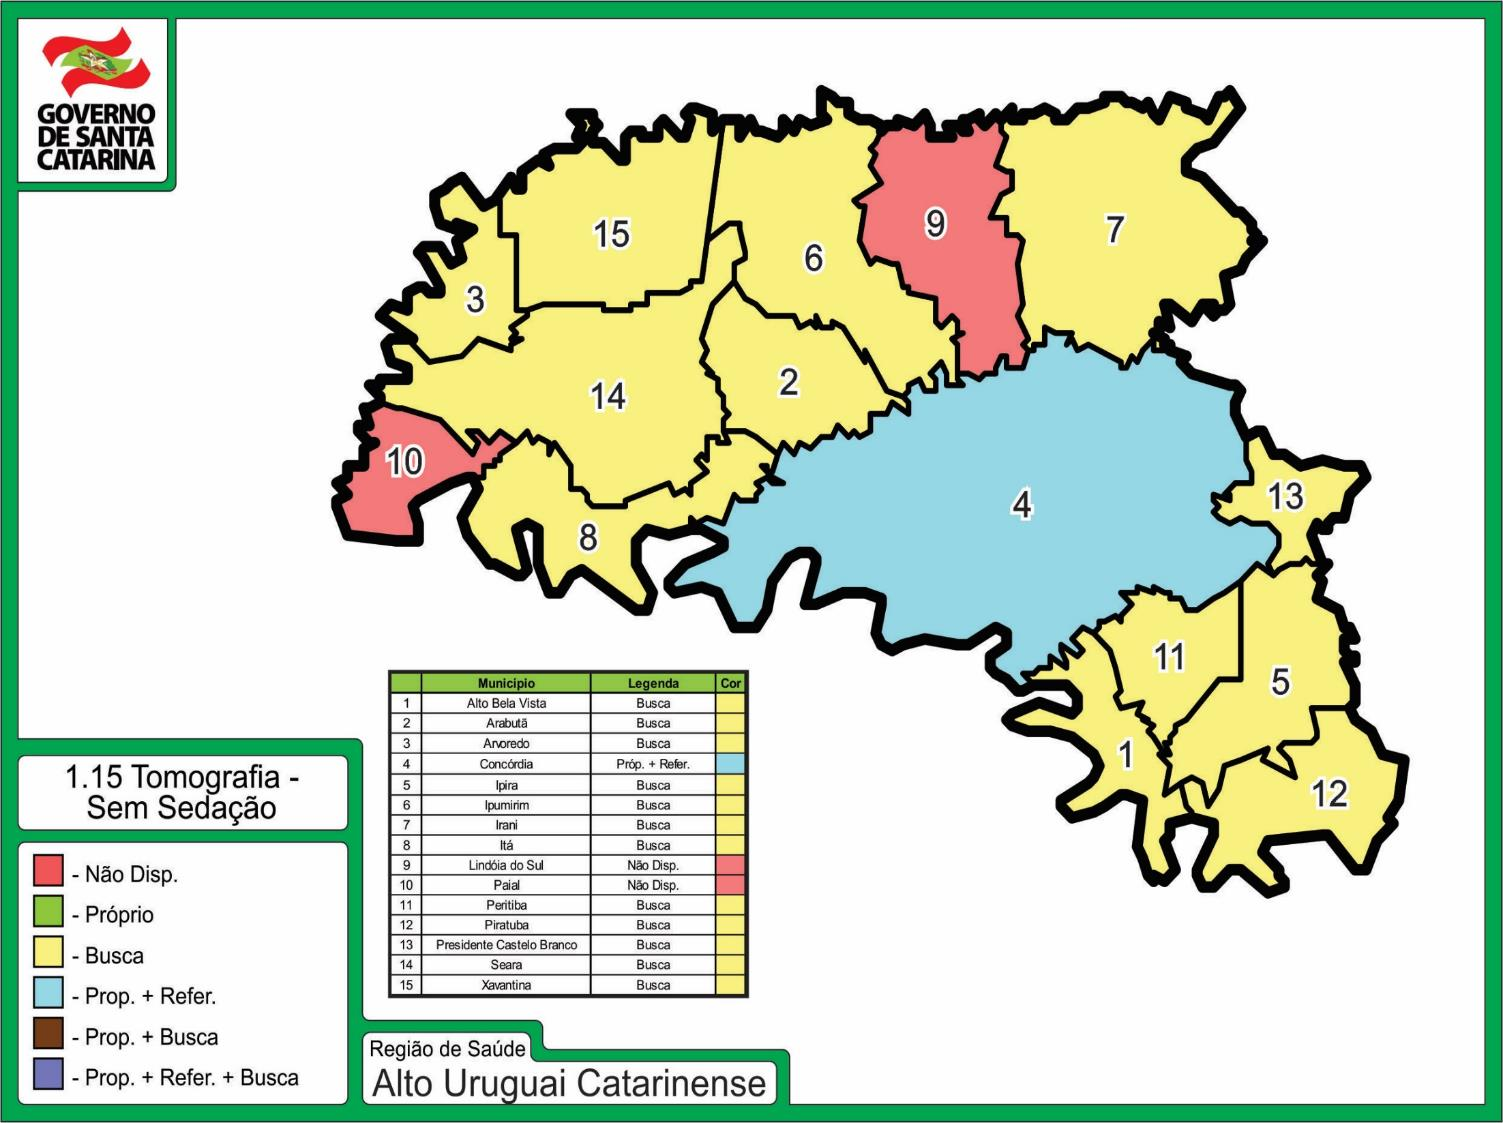 GOVERNO
DE SANTA
CATARINA
15
9
7
6
3
2
14
10
4
13
8
11
5
1
12
Município Legenda Cor
1 Alto Bela Vista Busca
2 Arabutã Busca
3 Arvoredo Busca
4 Concórdia Próp. + Refer.
5 Ipira Busca
6 Ipumirim Busca
7 Irani Busca
8 Itá Busca
9 Lindóia do Sul Não Disp.
10 Paial Não Disp.
11 Peritiba Busca
12 Piratuba Busca
13 Presidente Castelo Branco Busca
14 Seara Busca
15 Xavantina Busca
1.15 Tomografia -
Sem Sedação
- Não Disp.
- Próprio
- Busca
- Prop. + Refer.
- Prop. + Busca
- Prop. + Refer. + Busca
Região de Saúde
Alto Uruguai Catarinense